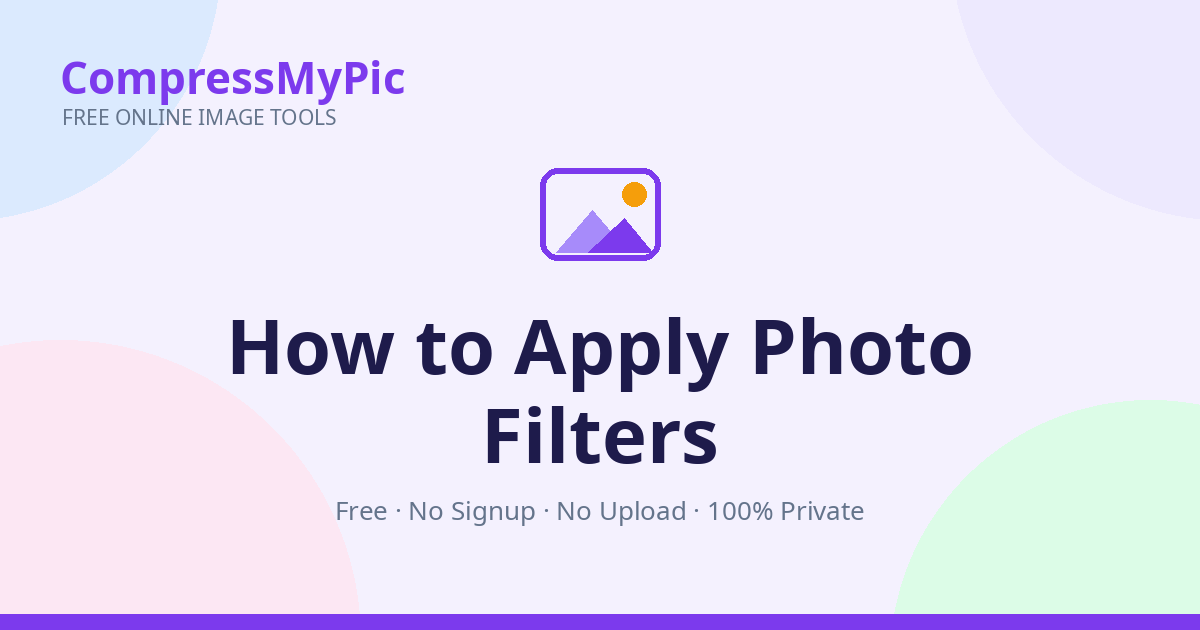 CompressMyPic
FREE ONLINE IMAGE TOOLS
How to Apply Photo
Filters
Free · No Signup · No Upload · 100% Private